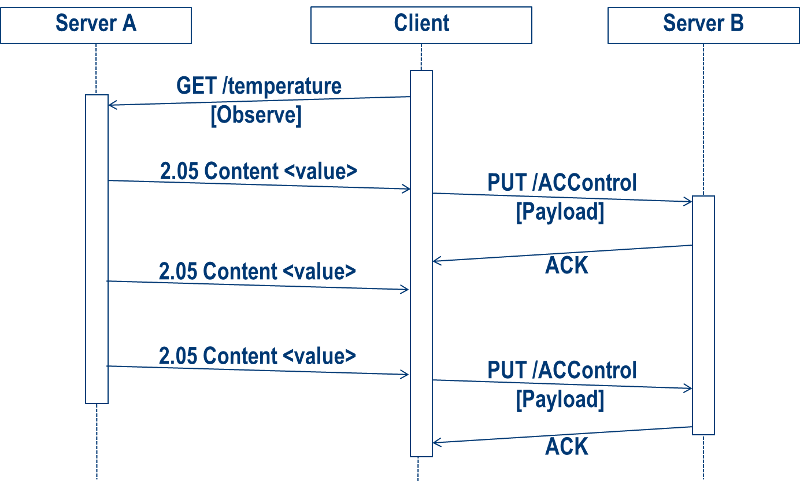 Server A
Client
Server B
GET /temperature
[Observe]
2.05 Content <value>
PUT /ACControl
[Payload]
ACK
2.05 Content <value>
2.05 Content <value>
PUT /ACControl
[Payload]
ACK